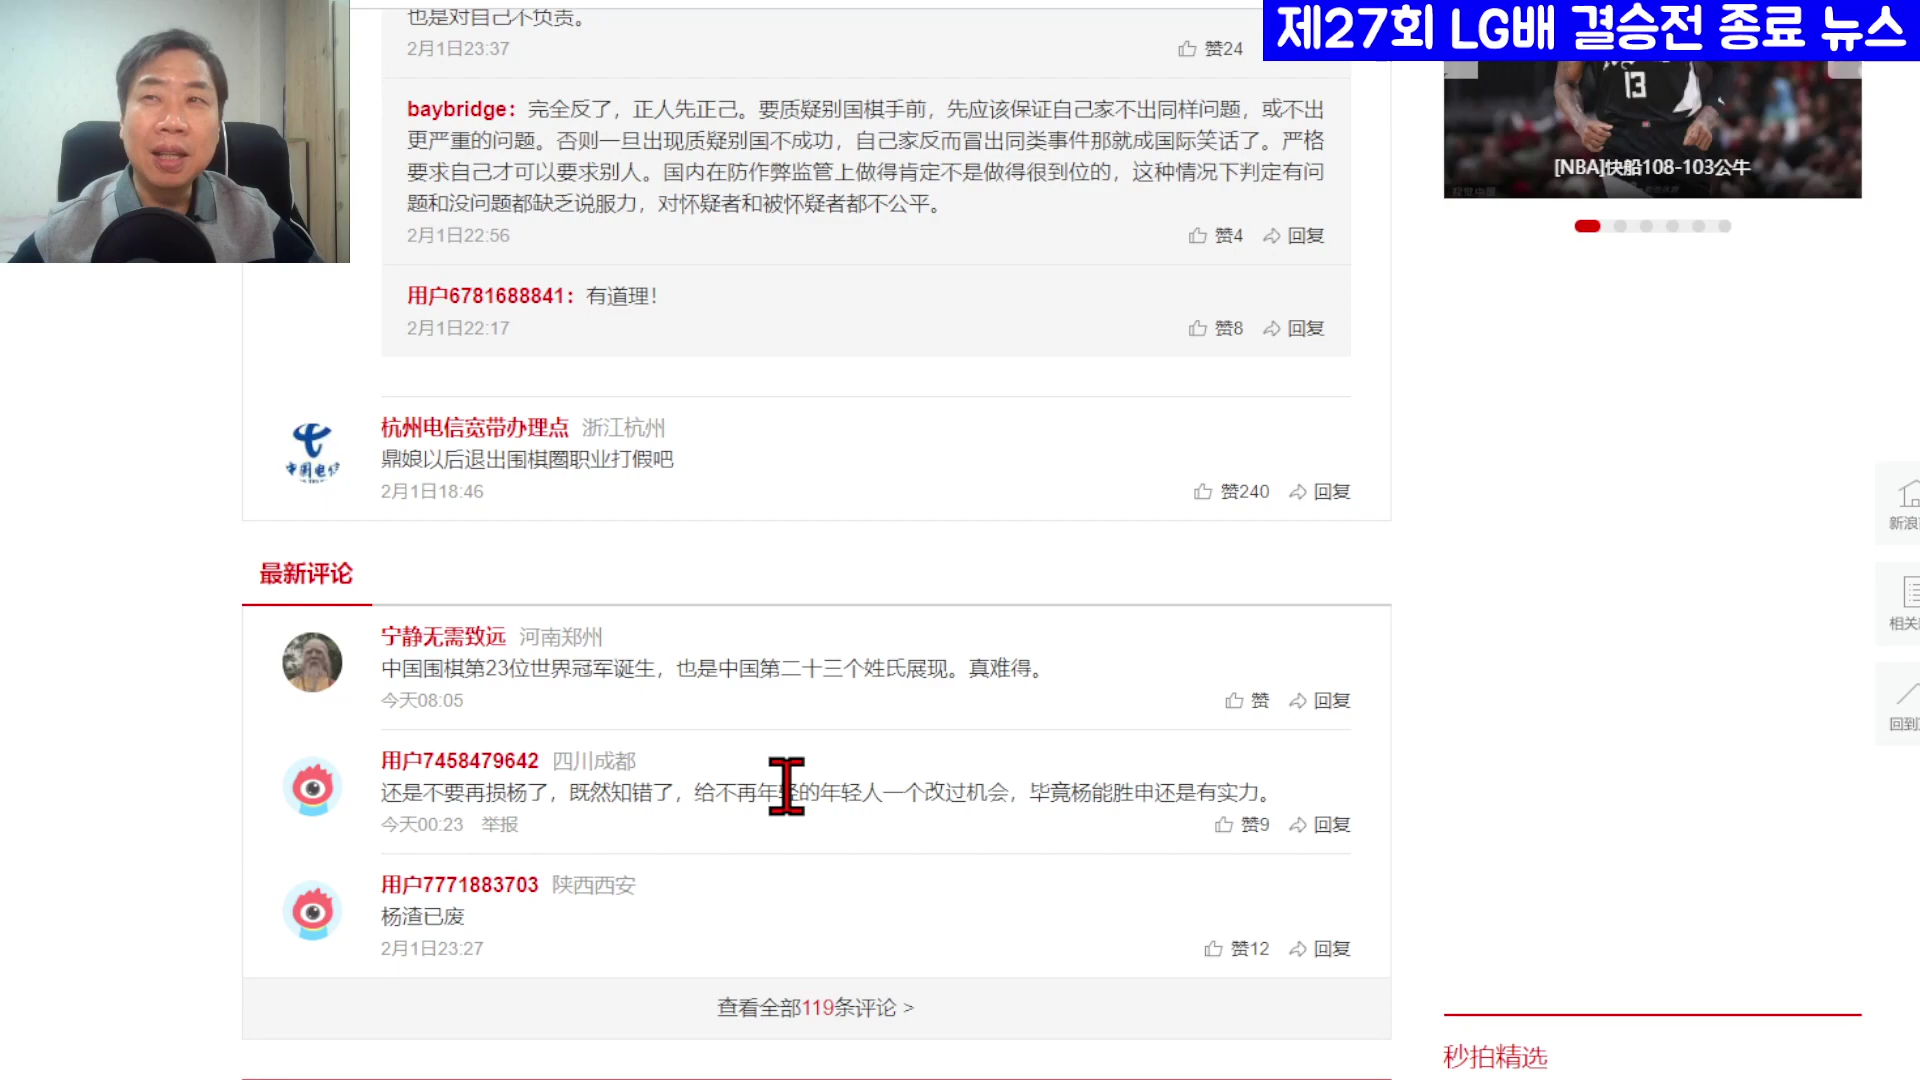 也是对自己不负责。
2月1日23:37
赞24
제27회 LG배 결승전 종료 뉴스
13
[NBA]快船108-103公牛
baybridge：完全反了，正人先正己。要质疑别国棋手前，先应该保证自己家不出同样问题，或不出
更严重的问题。否则一旦出现质疑别国不成功，自己家反而冒出同类事件那就成国际笑话了。严格
要求自己才可以要求别人。国内在防作弊监管上做得肯定不是做得很到位的，这种情况下判定有问
题和没问题都缺乏说服力，对怀疑者和被怀疑者都不公平。
2月1日22:56
赞4 回复
用户6781688841：有道理！
2月1日22:17
赞8 回复
中国电信
杭州电信宽带办理点 浙江杭州
鼎娘以后退出围棋圈职业打假吧
2月1日18:46
赞240 回复
新浪
最新评论
相关
宁静无需致远 河南郑州
中国围棋第23位世界冠军诞生，也是中国第二十三个姓氏展现。真难得。
今天08:05
赞 回复
回到
用户7458479642 四川成都
还是不要再损杨了，既然知错了，给不再年轻的年轻人一个改过机会，毕竟杨能胜申还是有实力。
今天00:23 举报
赞9 回复
用户7771883703 陕西西安
杨渣已废
2月1日23:27
赞12 回复
查看全部119条评论 >
秒拍精选